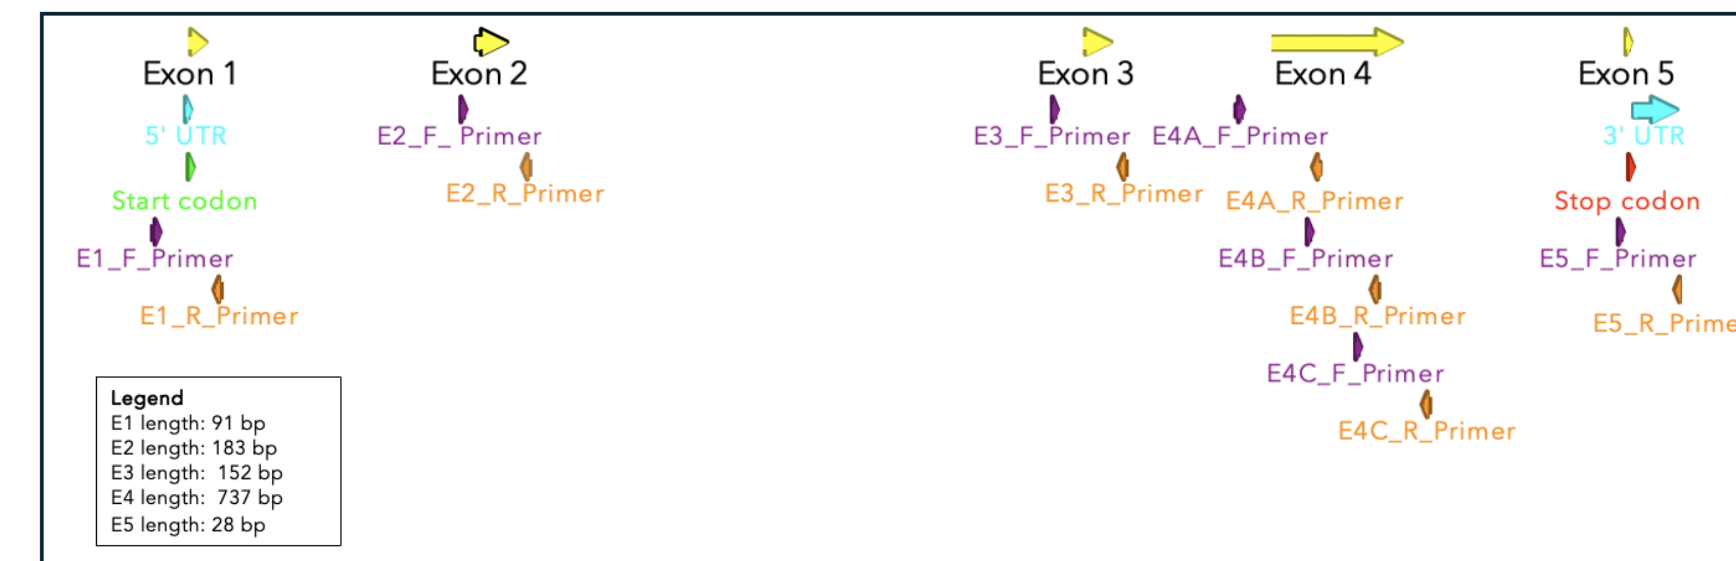 Exon 1
Exon 2
Exon 3
Exon 4
Exon 5
5' UTR
E2_F_ Primer
E3_F_Primer
E4A_F_Primer
3' UTR
Start codon
E2_R_Primer
E3_R_Primer
E4A_R_Primer
Stop codon
E1_F_Primer
E4B_F_Primer
E5_F_Primer
E1_R_Primer
E4B_R_Primer
E5_R_Prime
E4C_F_Primer
E4C_R_Primer
Legend
E1 length: 91 bp
E2 length: 183 bp
E3 length:  152 bp
E4 length:  737 bp
E5 length: 28 bp